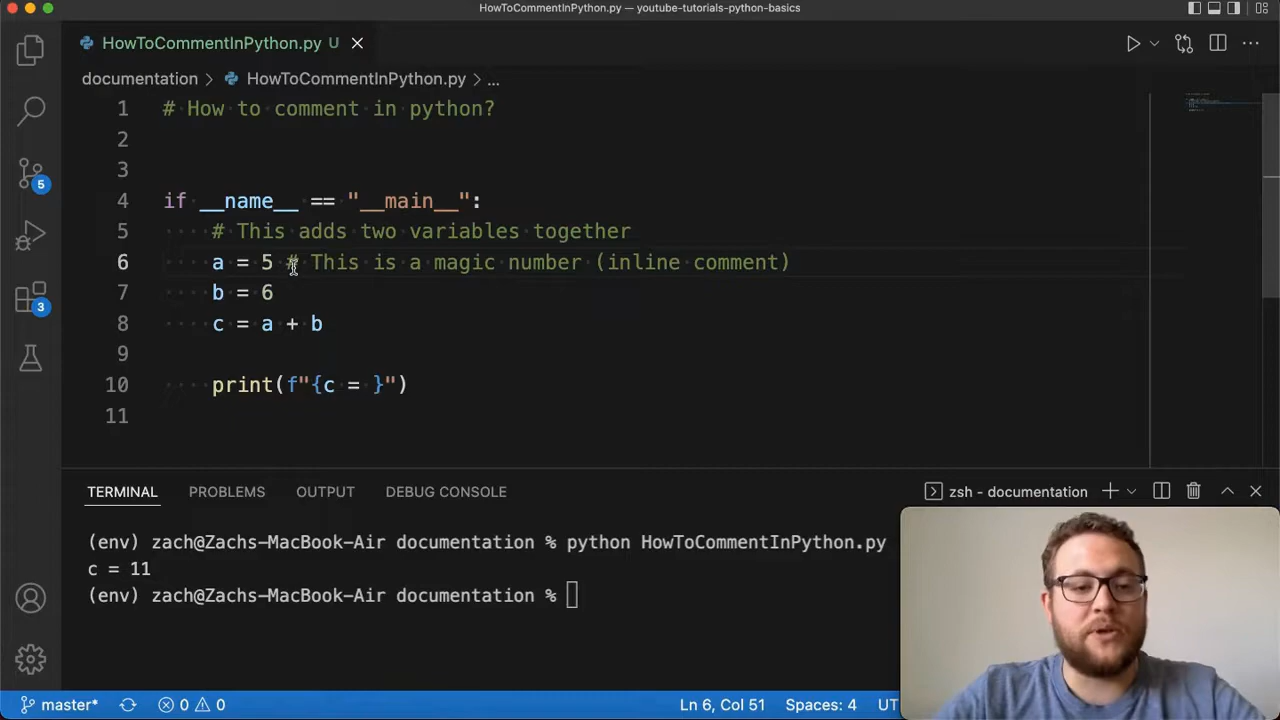 HowToCommentInPython.py — youtube-tutorials-python-basics
HowToCommentInPython.py U
documentation > HowToCommentInPython.py > ...
1 # How to comment in python?
2
3
4 if __name__ == "__main__":
5 # This adds two variables together
6 a = 5 # This is a magic number (inline comment)
7 b = 6
8 c = a + b
9
10 print(f"{c = }")
11
5
3
TERMINAL PROBLEMS OUTPUT DEBUG CONSOLE zsh - documentation
(env) zach@Zachs-MacBook-Air documentation % python HowToCommentInPython.py
c = 11
(env) zach@Zachs-MacBook-Air documentation %
master* 0 0 Ln 6, Col 51 Spaces: 4 UT